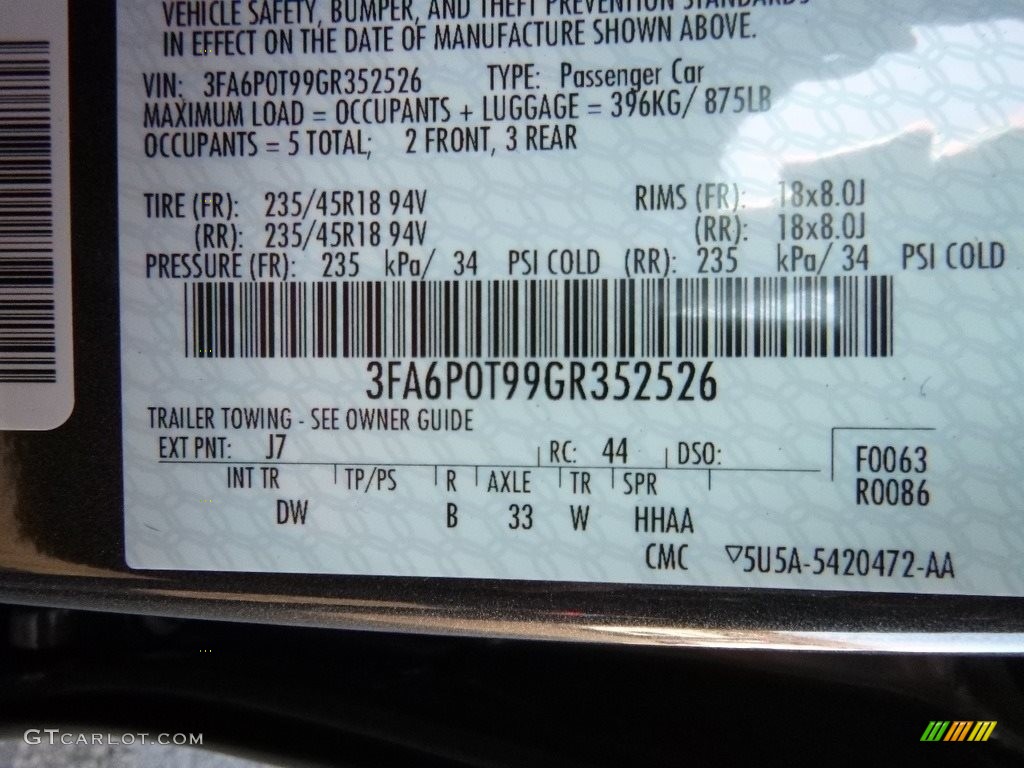 VEHICLE SAFETY, BUMPER, AND THEFT PREVENTION STANDARDS
IN EFFECT ON THE DATE OF MANUFACTURE SHOWN ABOVE.
VIN: 3FA6P0T99GR352526 TYPE: Passenger Car
MAXIMUM LOAD = OCCUPANTS + LUGGAGE = 396KG/ 875LB
OCCUPANTS = 5 TOTAL; 2 FRONT, 3 REAR
TIRE (FR): 235/45R18 94V RIMS (FR): 18x8.0J
(RR): 235/45R18 94V (RR): 18x8.0J
PRESSURE (FR): 235 kPa/ 34 PSI COLD (RR): 235 kPa/ 34 PSI COLD
3FA6P0T99GR352526
TRAILER TOWING - SEE OWNER GUIDE
EXT PNT: J7 RC: 44 DSO: F0063
INT TR TP/PS R AXLE TR SPR R0086
DW B 33 W HHAA
CMC ▽5U5A-5420472-AA
GTCARLOT.COM